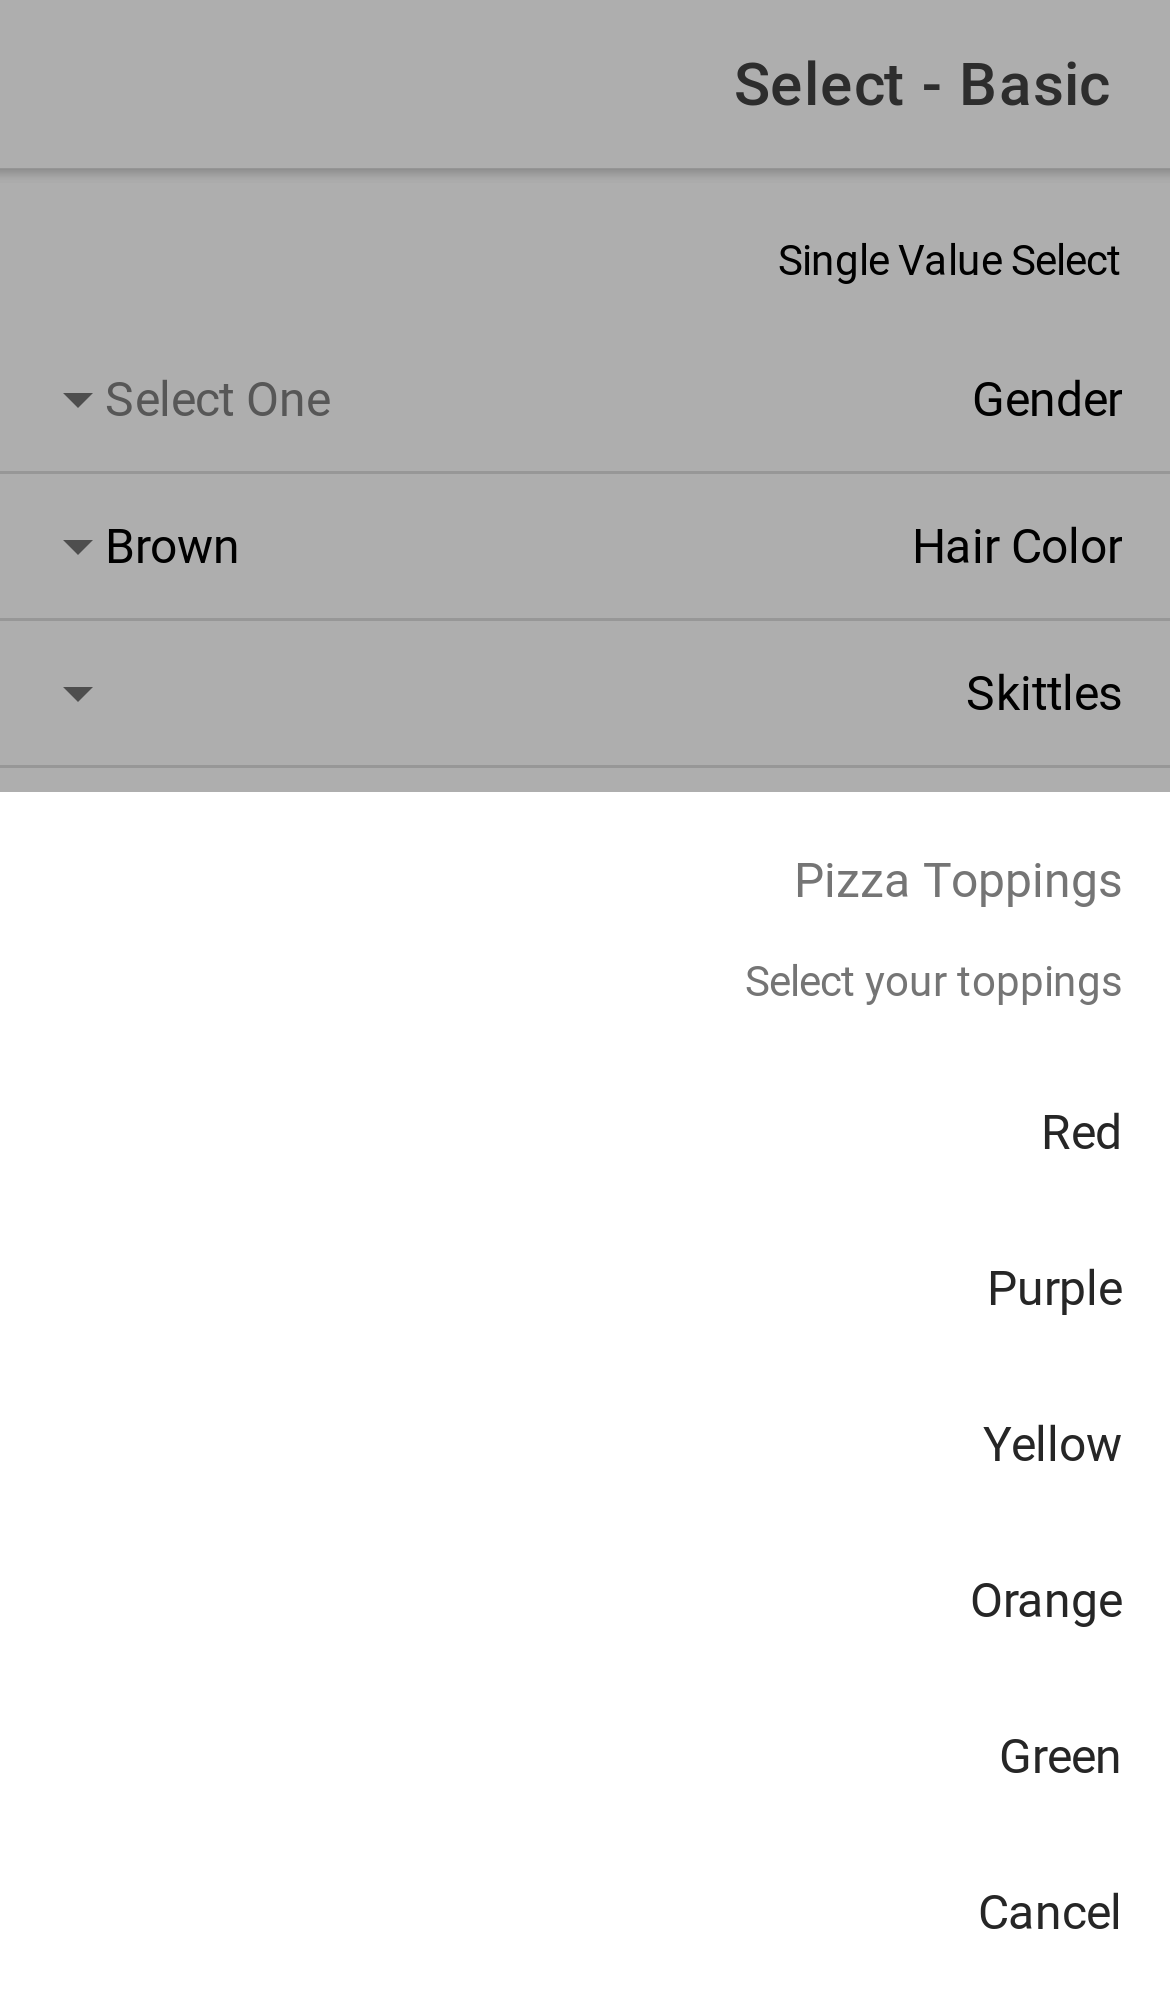 Select - Basic
Single Value Select
Gender
Select One
Hair Color
Brown
Skittles
Pizza Toppings
Select your toppings
Red
Purple
Yellow
Orange
Green
Cancel